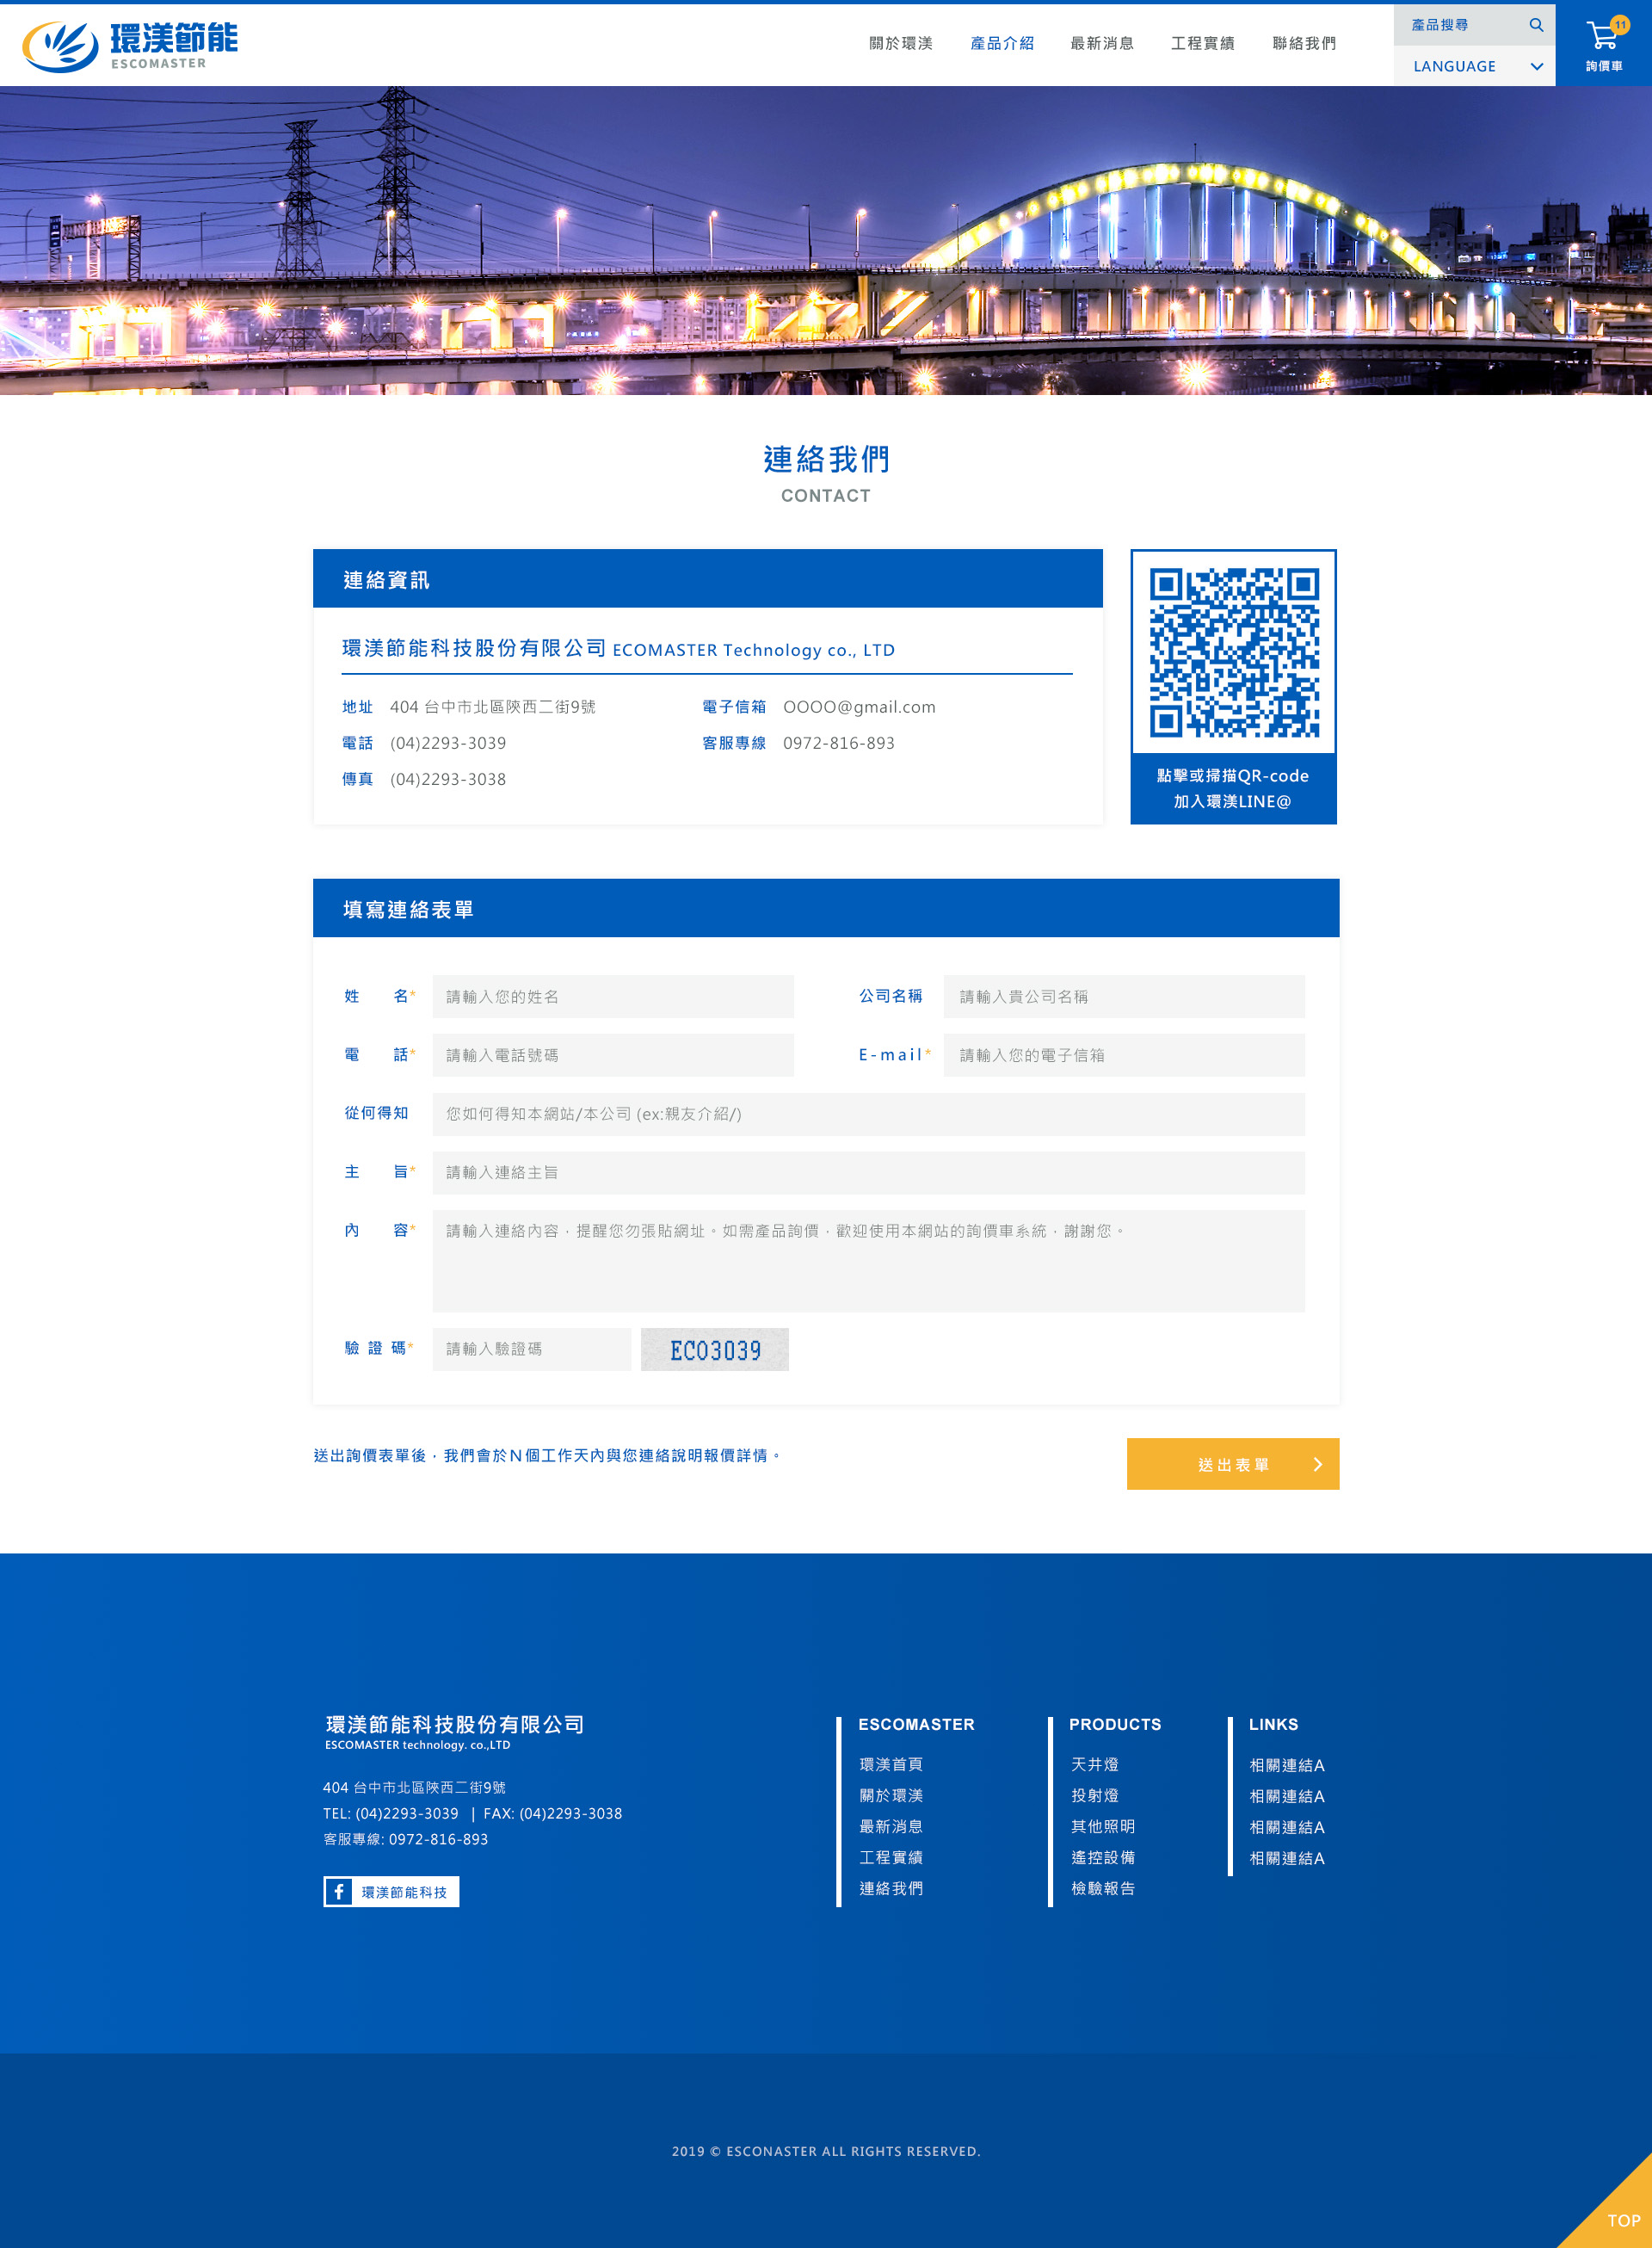 環渼節能
ESCOMASTER
關於環渼 產品介紹 最新消息 工程實績 聯絡我們
產品搜尋
LANGUAGE
11
詢價車
連絡我們
CONTACT
連絡資訊
環渼節能科技股份有限公司 ECOMASTER Technology co., LTD
地址 404 台中市北區陜西二街9號
電子信箱 OOOO@gmail.com
電話 (04)2293-3039
客服專線 0972-816-893
傳真 (04)2293-3038
點擊或掃描QR-code
加入環渼LINE@
填寫連絡表單
姓 名* 請輸入您的姓名
公司名稱 請輸入貴公司名稱
電 話* 請輸入電話號碼
E-mail* 請輸入您的電子信箱
從何得知 您如何得知本網站/本公司 (ex:親友介紹/)
主 旨* 請輸入連絡主旨
內 容* 請輸入連絡內容，提醒您勿張貼網址。如需產品詢價，歡迎使用本網站的詢價車系統，謝謝您。
驗 證 碼* 請輸入驗證碼 ECO3039
送出詢價表單後，我們會於N個工作天內與您連絡說明報價詳情。
送出表單
環渼節能科技股份有限公司
ESCOMASTER technology. co.,LTD
404 台中市北區陜西二街9號
TEL: (04)2293-3039 | FAX: (04)2293-3038
客服專線: 0972-816-893
f 環渼節能科技
ESCOMASTER
環渼首頁
關於環渼
最新消息
工程實績
連絡我們
PRODUCTS
天井燈
投射燈
其他照明
遙控設備
檢驗報告
LINKS
相關連結A
相關連結A
相關連結A
相關連結A
2019 © ESCONASTER ALL RIGHTS RESERVED.
TOP